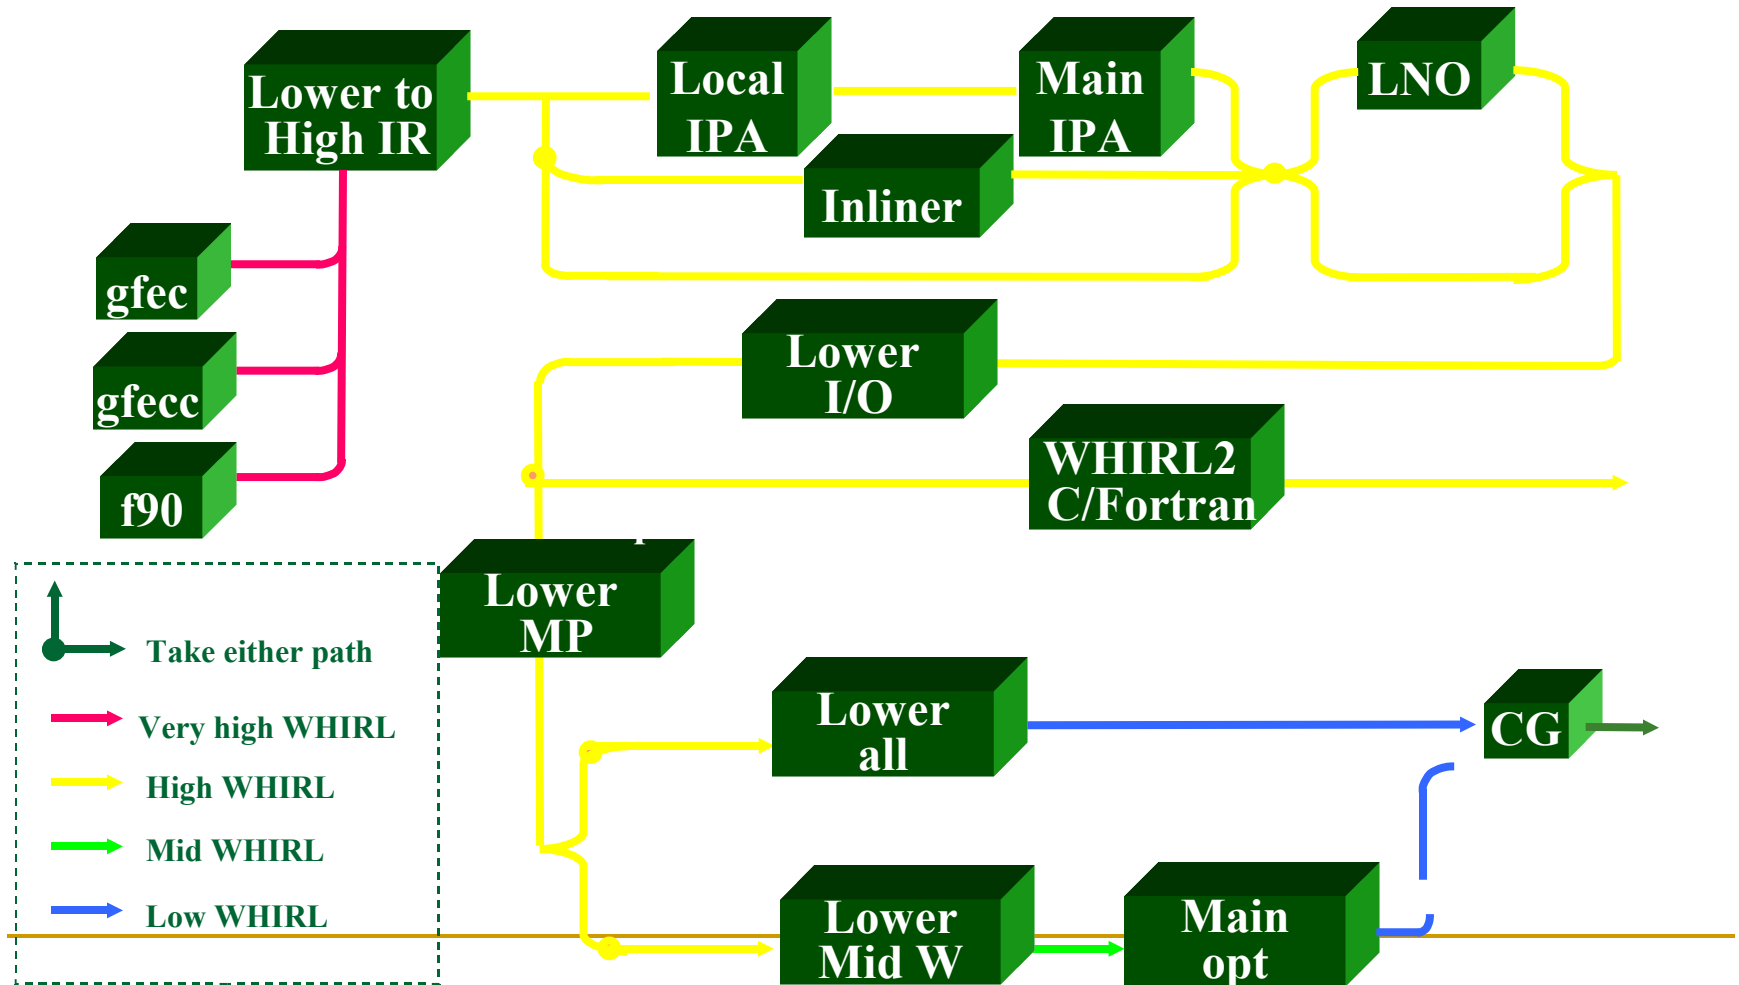 Lower to
High IR
Local
IPA
Main
IPA
LNO
Inliner
gfec
gfecc
f90
Lower
I/O
WHIRL2
C/Fortran
Lower
MP
Take either path
Very high WHIRL
High WHIRL
Mid WHIRL
Low WHIRL
Lower
all
CG
Lower
Mid W
Main
opt